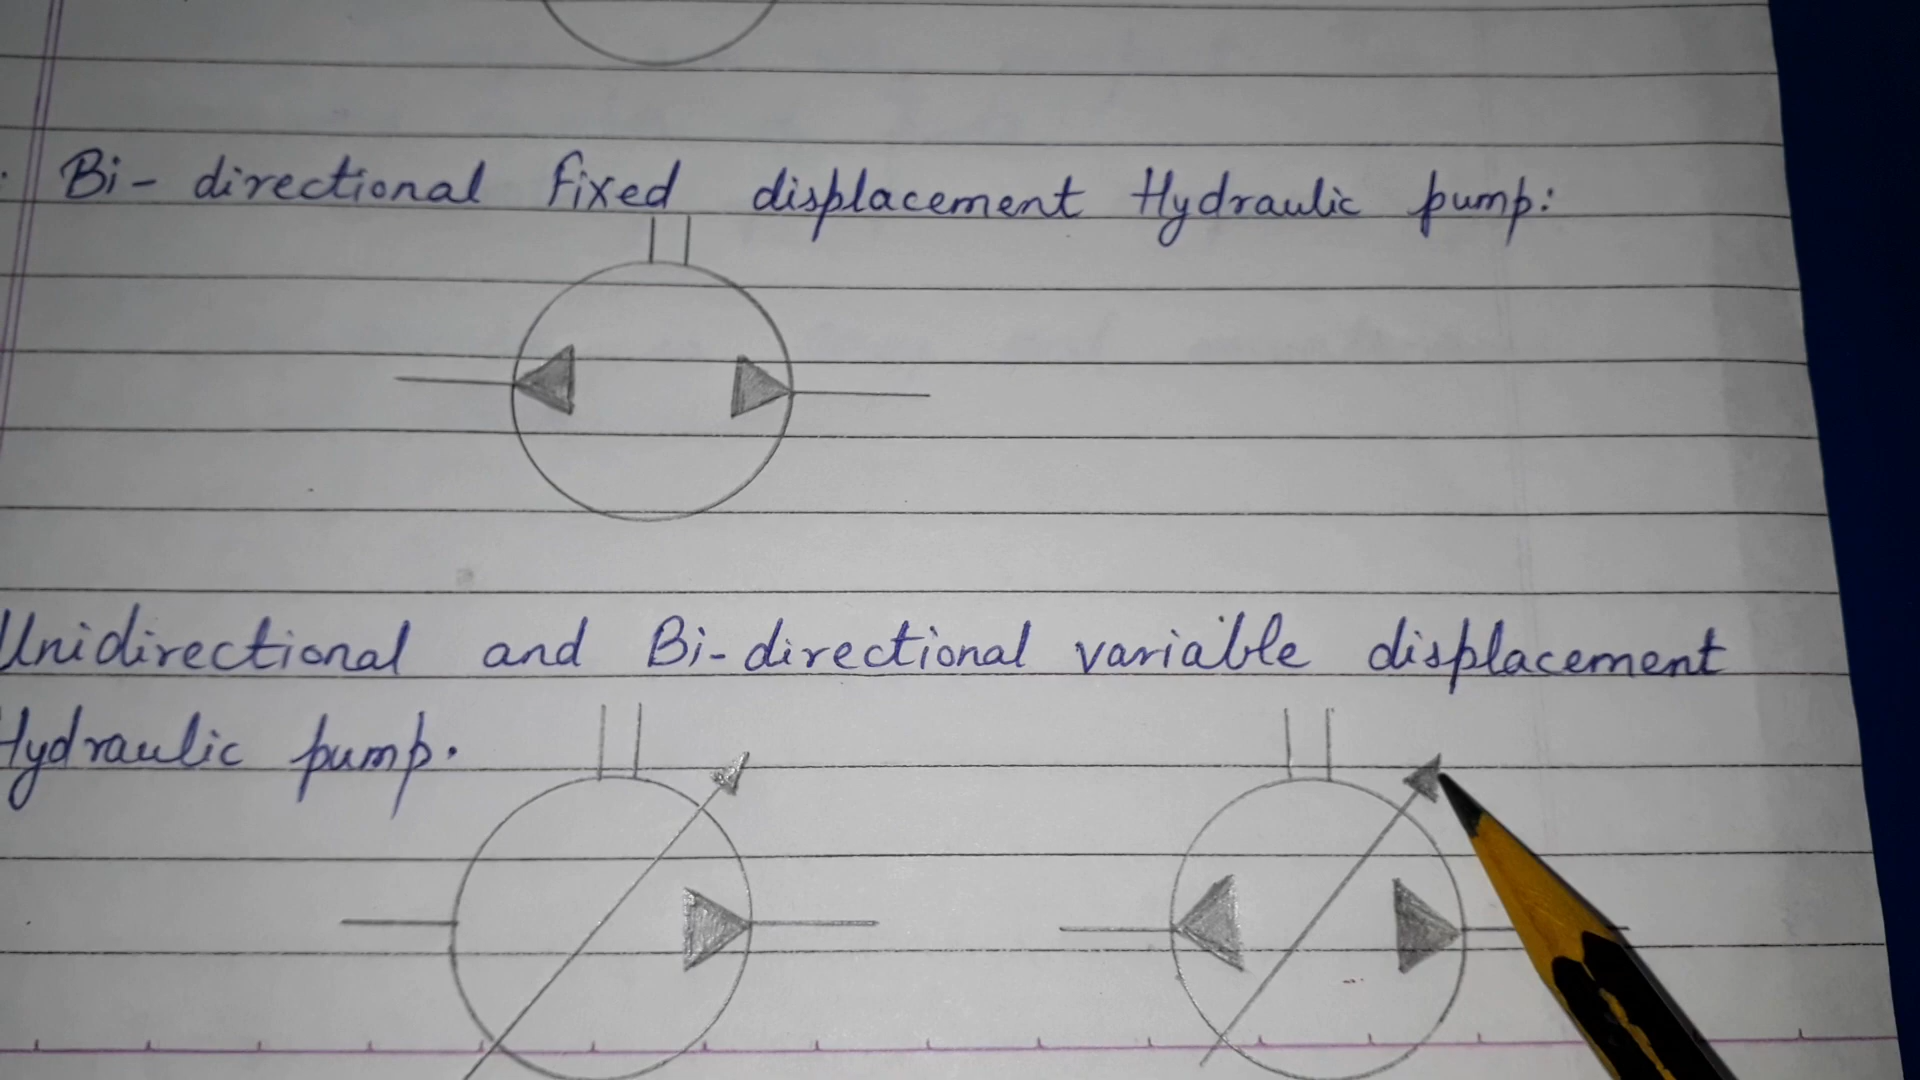 Bi- directional fixed displacement Hydraulic pump:
Unidirectional and Bi-directional variable displacement
Hydraulic pump.